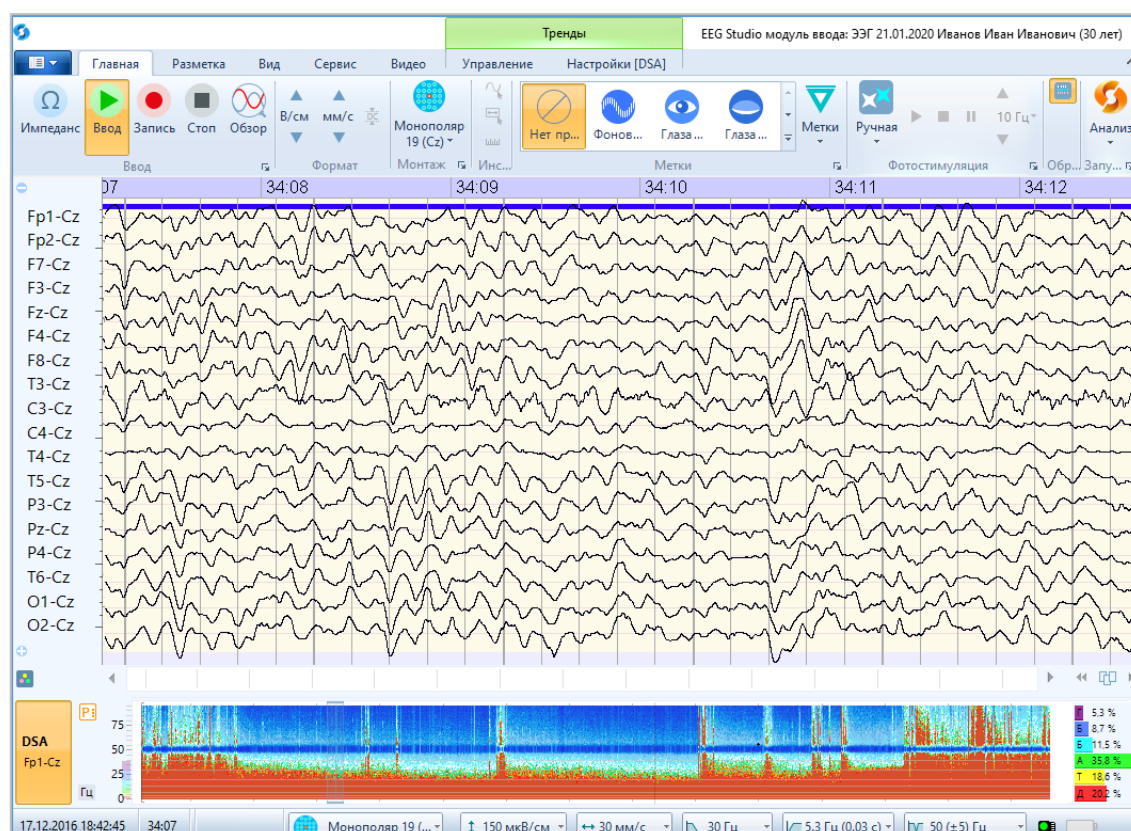 Тренды
EEG Studio модуль ввода: ЭЭГ 21.01.2020 Иванов Иван Иванович (30 лет)
Главная Разметка Вид Сервис Видео Управление Настройки [DSA]
Ω
Импеданс Ввод Запись Стоп Обзор
В/см мм/с
Монополяр
19 (Cz)
Нет пр... Фонов... Глаза ... Глаза ...
Метки
Ручная
10 Гц
Анализ
Ввод Формат Монтаж Инс... Метки Фотостимуляция Обр... Запу...
07 34:08 34:09 34:10 34:11 34:12
Fp1-Cz
Fp2-Cz
F7-Cz
F3-Cz
Fz-Cz
F4-Cz
F8-Cz
T3-Cz
C3-Cz
C4-Cz
T4-Cz
T5-Cz
P3-Cz
Pz-Cz
P4-Cz
T6-Cz
O1-Cz
O2-Cz
DSA
Fp1-Cz
P
75
50
25
0
Гц
Г 5,3 %
Б 8,7 %
Б 11,5 %
А 35,8 %
Т 18,6 %
Д 20,2 %
17.12.2016 18:42:45 34:07 Монополяр 19 (... 150 мкВ/см 30 мм/с 30 Гц 5,3 Гц (0,03 с) 50 (±5) Гц